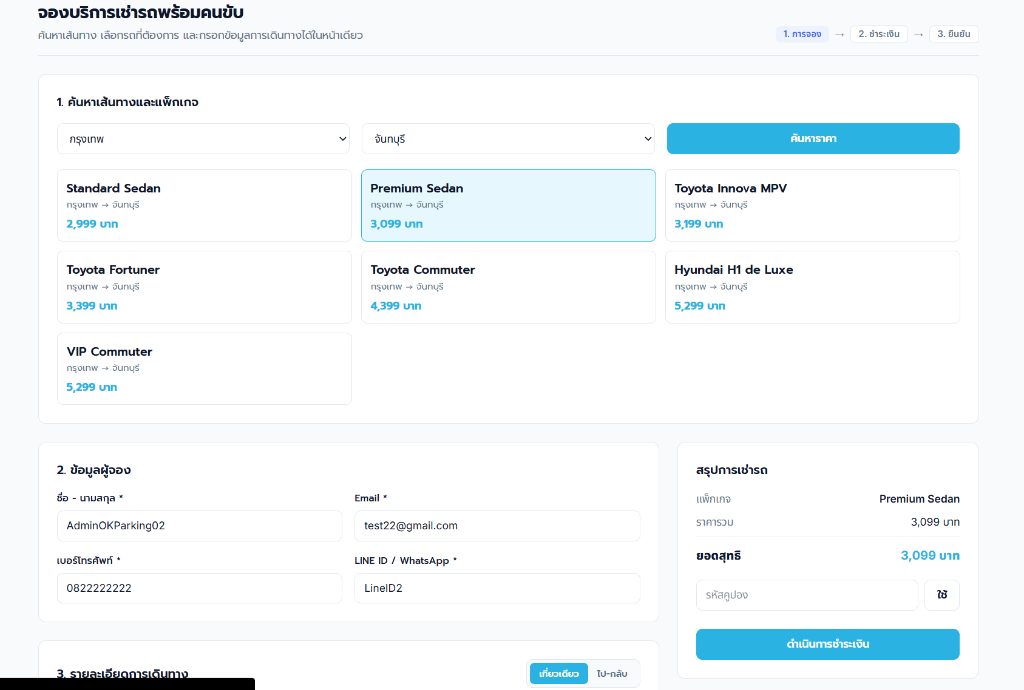 จองบริการเช่ารถพร้อมคนขับ
ค้นหาเส้นทาง เลือกรถที่ต้องการ และกรอกข้อมูลการเดินทางได้ในหน้าเดียว
1. การจอง → 2. ชำระเงิน → 3. ยืนยัน
1. ค้นหาเส้นทางและแพ็กเกจ
กรุงเทพ จันทบุรี ค้นหาราคา
Standard Sedan
กรุงเทพ → จันทบุรี
2,999 บาท
Premium Sedan
กรุงเทพ → จันทบุรี
3,099 บาท
Toyota Innova MPV
กรุงเทพ → จันทบุรี
3,199 บาท
Toyota Fortuner
กรุงเทพ → จันทบุรี
3,399 บาท
Toyota Commuter
กรุงเทพ → จันทบุรี
4,399 บาท
Hyundai H1 de Luxe
กรุงเทพ → จันทบุรี
5,299 บาท
VIP Commuter
กรุงเทพ → จันทบุรี
5,299 บาท
2. ข้อมูลผู้จอง
ชื่อ - นามสกุล *
AdminOKParking02
Email *
test22@gmail.com
เบอร์โทรศัพท์ *
0822222222
LINE ID / WhatsApp *
LineID2
3. รายละเอียดการเดินทาง
เที่ยวเดียว ไป-กลับ
สรุปการเช่ารถ
แพ็กเกจ Premium Sedan
ราคารวม 3,099 บาท
ยอดสุทธิ 3,099 บาท
รหัสคูปอง ใช้
ดำเนินการชำระเงิน